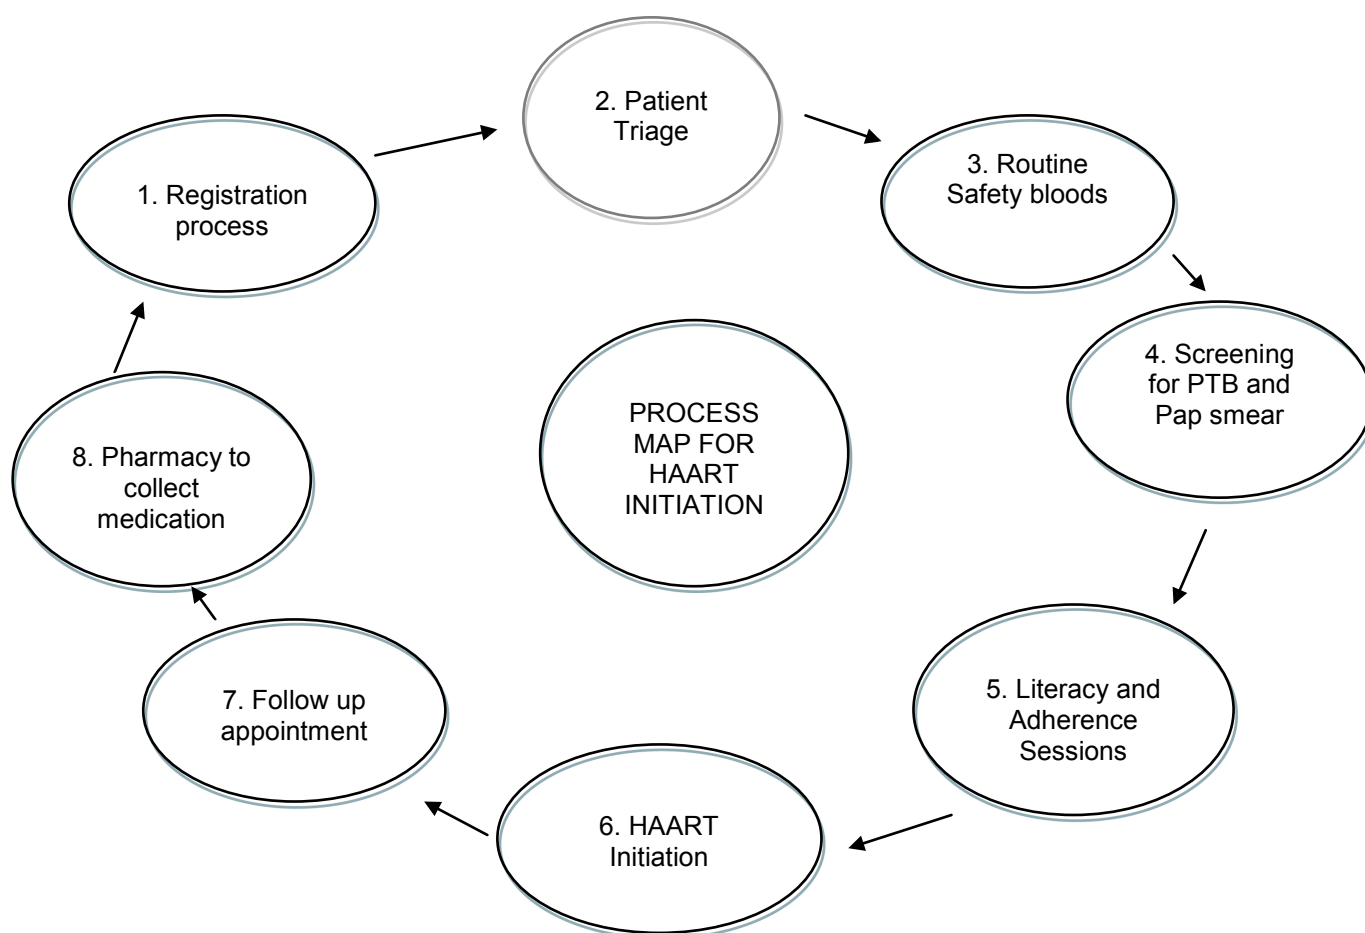 1. Registration
process
2. Patient
Triage
3. Routine
Safety bloods
4. Screening
for PTB and
Pap smear
5. Literacy and
Adherence
Sessions
6. HAART
Initiation
7. Follow up
appointment
8. Pharmacy to
collect
medication
PROCESS
MAP FOR
HAART
INITIATION